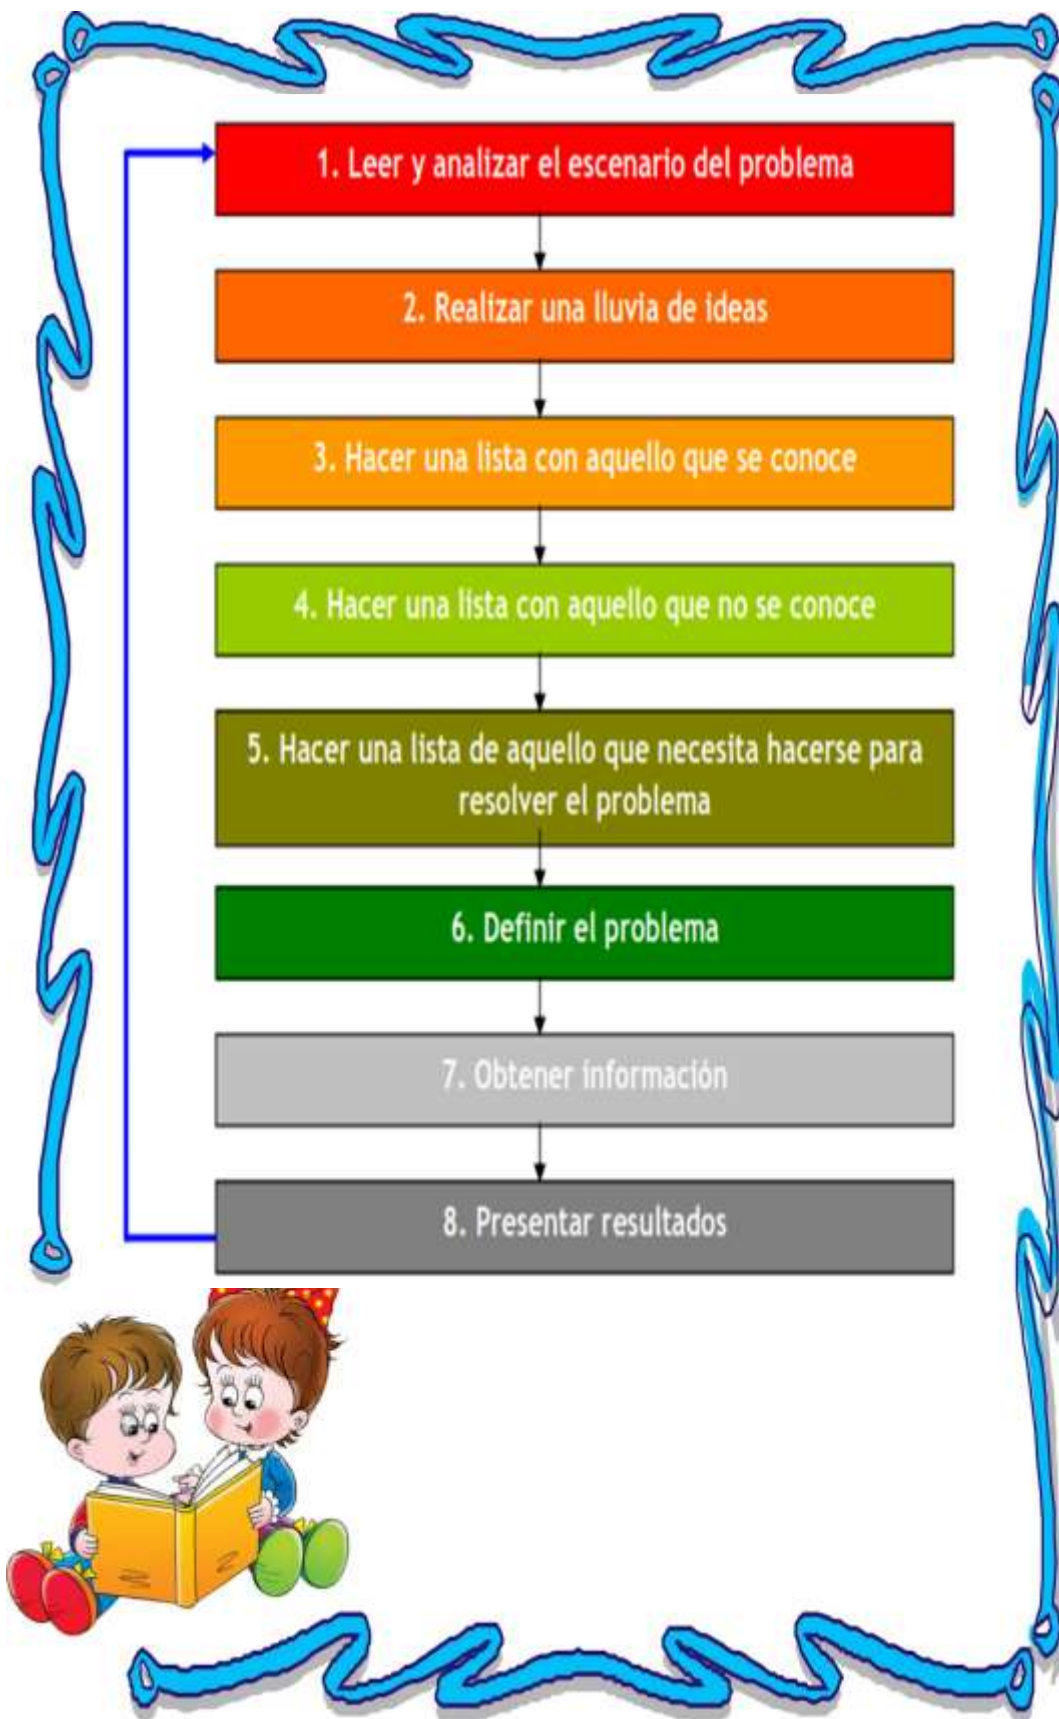 1. Leer y analizar el escenario del problema
2. Realizar una lluvia de ideas
3. Hacer una lista con aquello que se conoce
4. Hacer una lista con aquello que no se conoce
5. Hacer una lista de aquello que necesita hacerse para
resolver el problema
6. Definir el problema
7. Obtener información
8. Presentar resultados